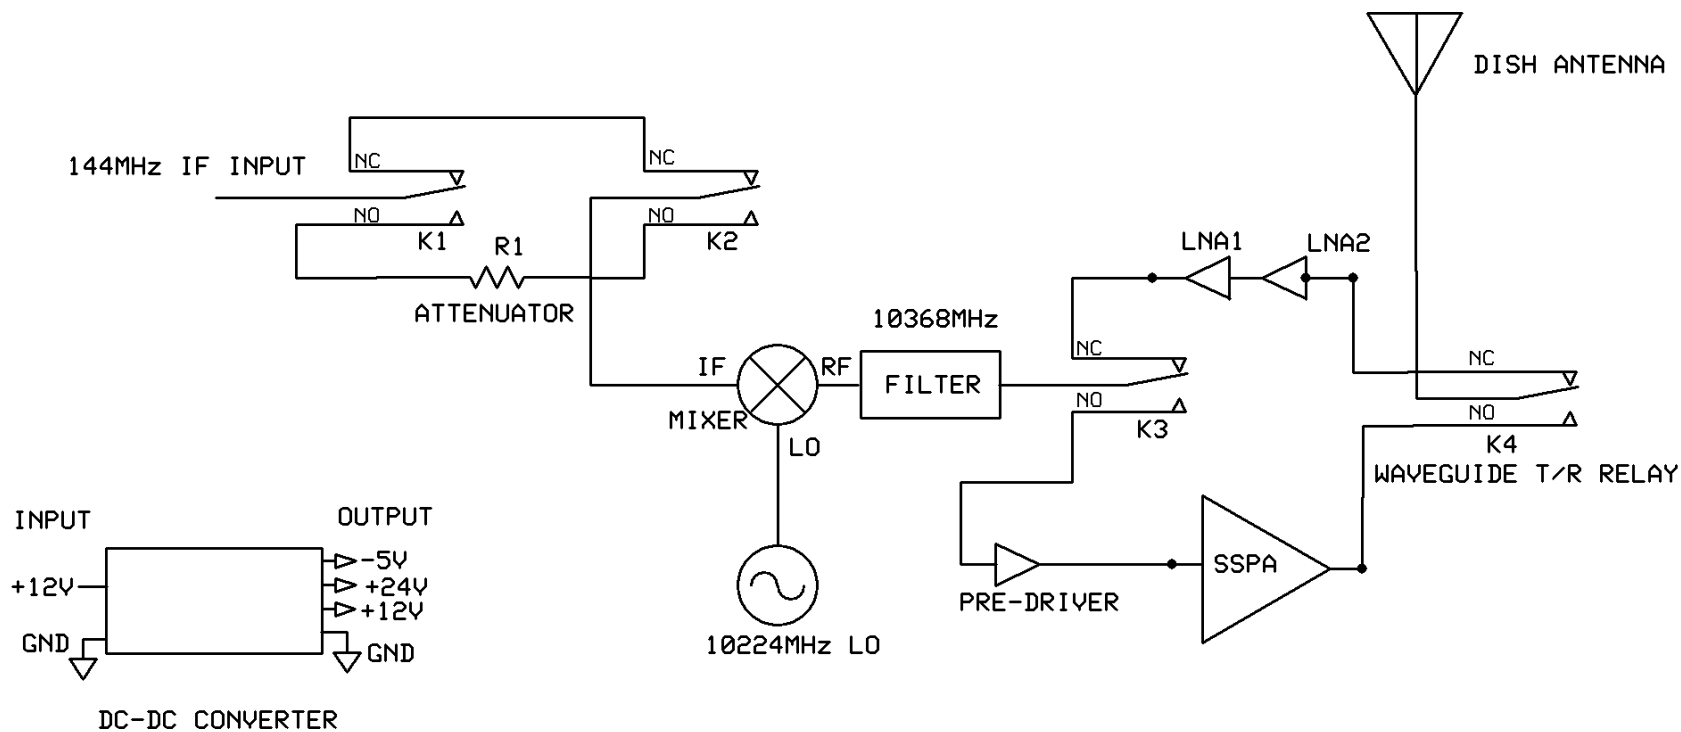 DISH ANTENNA
144MHz IF INPUT
NC
NO
K1
NC
NO
K2
R1
ATTENUATOR
LNA1
LNA2
10368MHz
IF
RF
FILTER
MIXER
LO
NC
NO
K3
NC
NO
K4
WAVEGUIDE T/R RELAY
SSPA
PRE-DRIVER
10224MHz LO
INPUT
OUTPUT
+12V
-5V
+24V
+12V
GND
GND
DC-DC CONVERTER